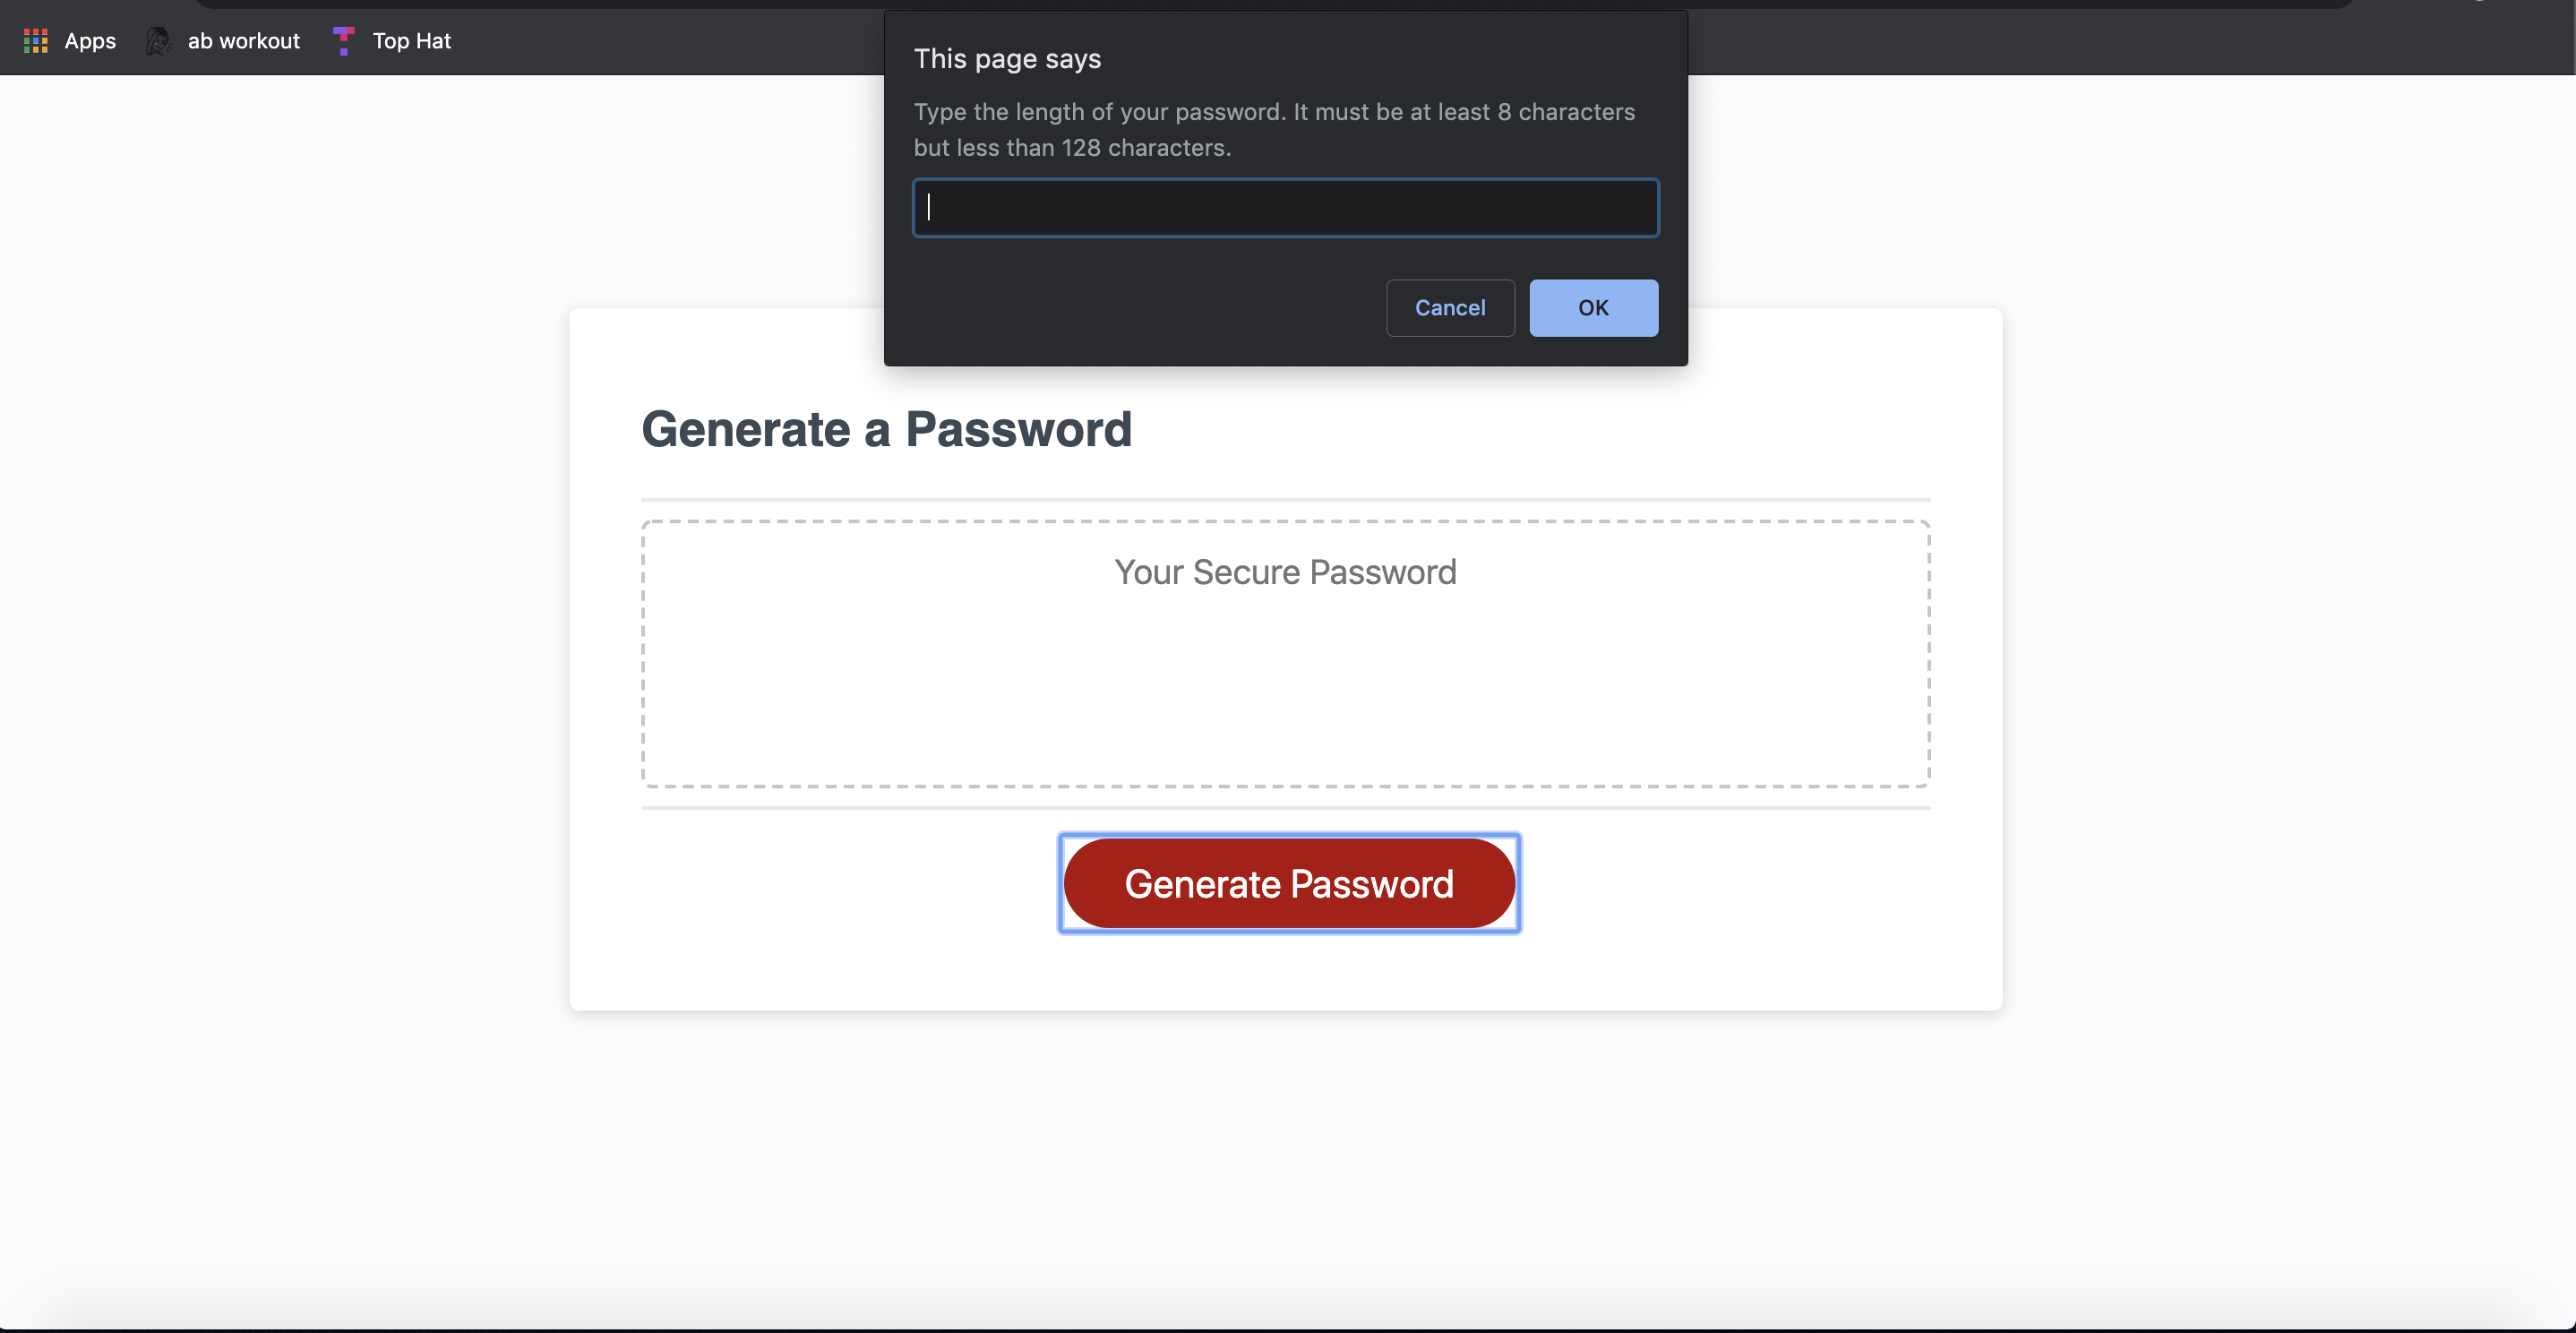 Apps
ab workout
Top Hat
This page says
Type the length of your password. It must be at least 8 characters
but less than 128 characters.
Cancel
OK
Generate a Password
Your Secure Password
Generate Password